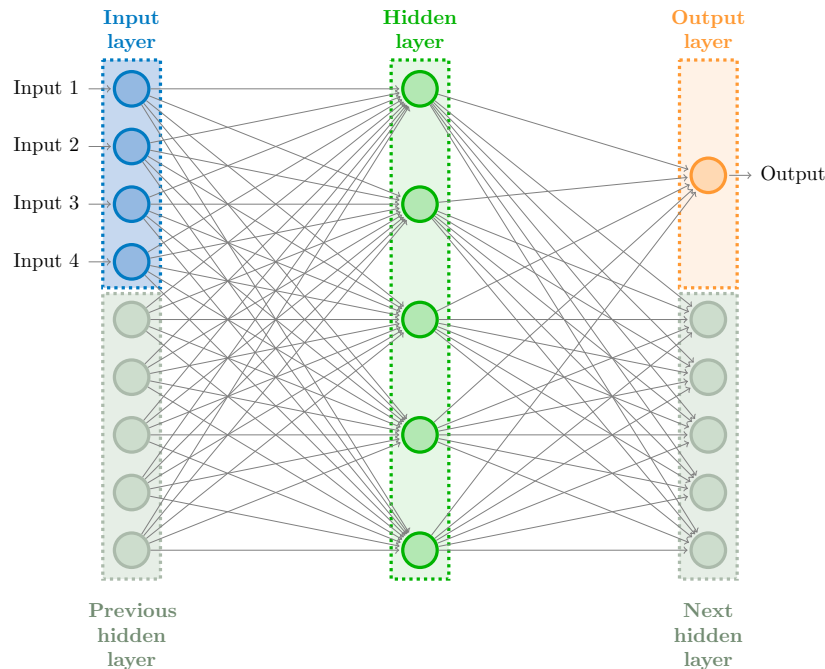 Input
layer
Hidden
layer
Output
layer
Input 1
Input 2
Input 3
Input 4
Output
Previous
hidden
layer
Next
hidden
layer